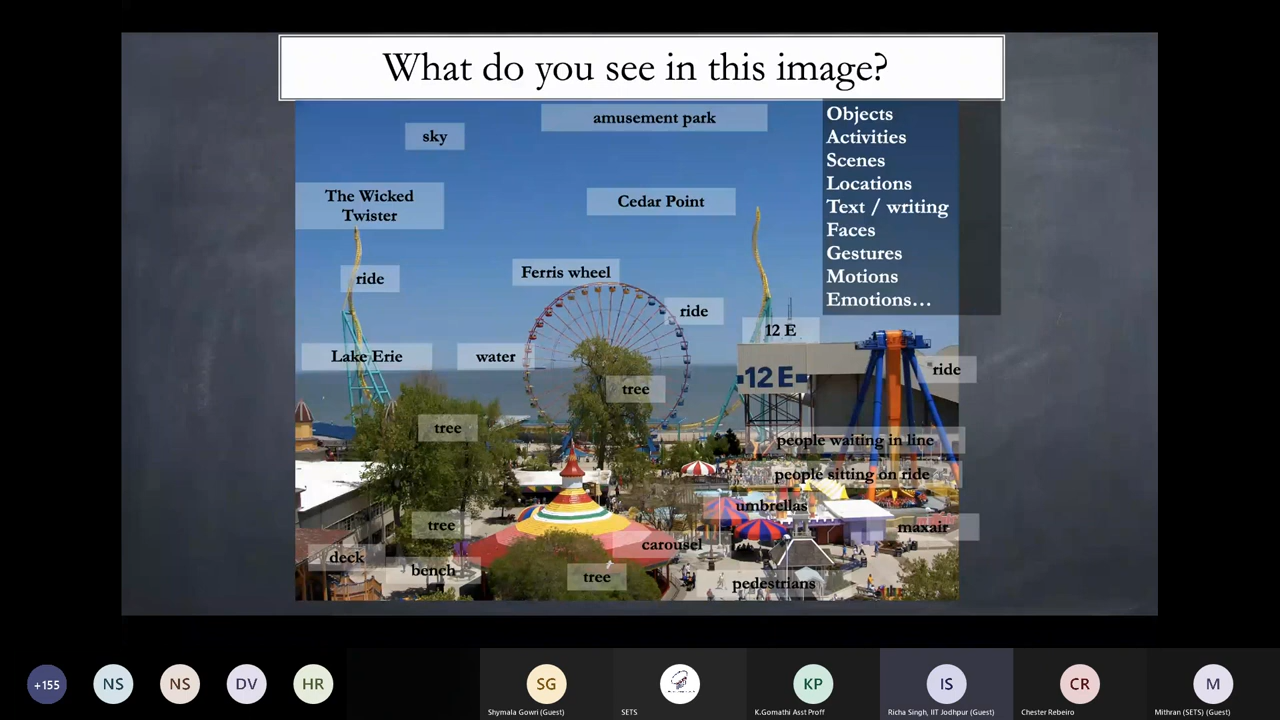 What do you see in this image?
amusement park
sky
Objects
Activities
Scenes
Locations
Text / writing
Faces
Gestures
Motions
Emotions…
The Wicked
Twister
Cedar Point
ride
Ferris wheel
ride
12 E
Lake Erie
water
12 E
ride
tree
tree
people waiting in line
people sitting on ride
umbrellas
tree
maxair
carousel
deck
bench
tree
pedestrians
+155
NS
NS
DV
HR
SG
KP
IS
CR
M
Shymala Gowri (Guest)
SETS
K.Gomathi Asst Proff
Richa Singh, IIT Jodhpur (Guest)
Chester Rebeiro
Mithran (SETS) (Guest)